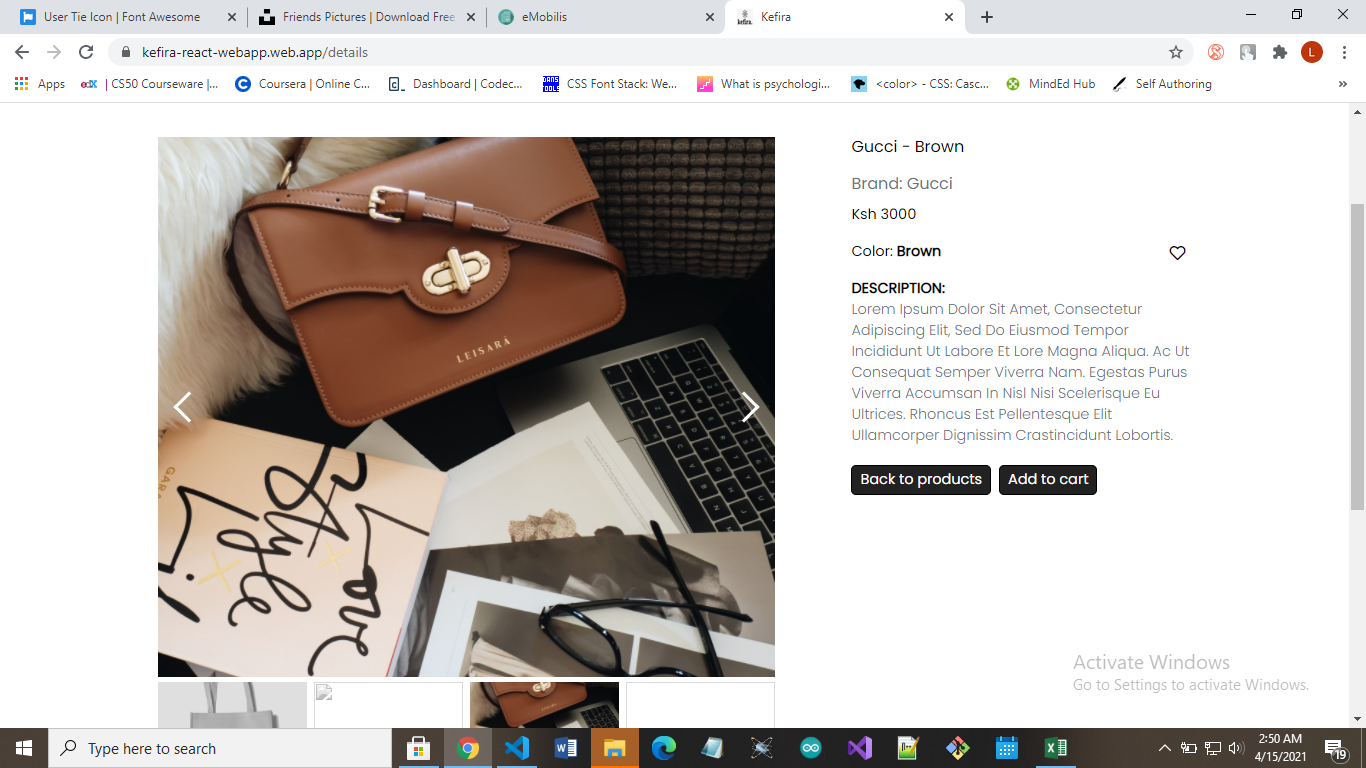 User Tie Icon | Font Awesome
Friends Pictures | Download Free
eMobilis
Kefira
kefira-react-webapp.web.app/details
L
Apps
edX | CS50 Courseware |...
Coursera | Online C...
Dashboard | Codec...
CSS Font Stack: We...
What is psychologi...
<color> - CSS: Casc...
MindEd Hub
Self Authoring
»
Gucci - Brown
Brand: Gucci
Ksh 3000
Color: Brown
DESCRIPTION:
Lorem Ipsum Dolor Sit Amet, Consectetur
Adipiscing Elit, Sed Do Eiusmod Tempor
Incididunt Ut Labore Et Lore Magna Aliqua. Ac Ut
Consequat Semper Viverra Nam. Egestas Purus
Viverra Accumsan In Nisl Nisi Scelerisque Eu
Ultrices. Rhoncus Est Pellentesque Elit
Ullamcorper Dignissim Crastincidunt Lobortis.
Back to products
Add to cart
LEISARÁ
Style
Love
Activate Windows
Go to Settings to activate Windows.
Type here to search
2:50 AM
4/15/2021
19